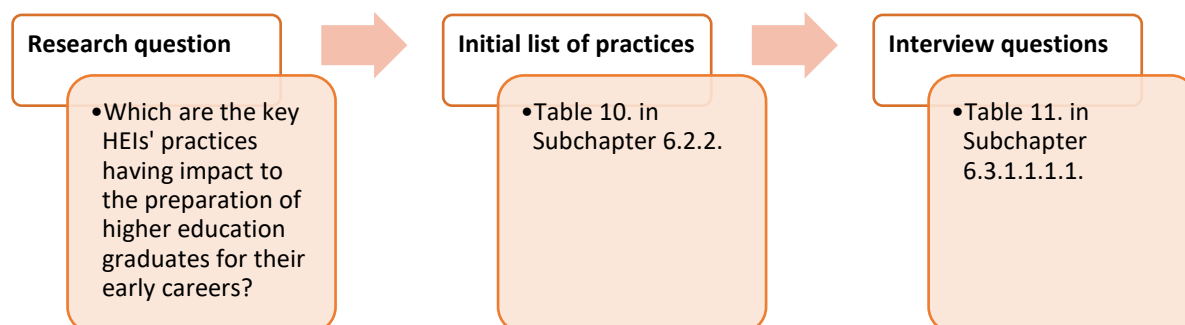 Research question
•Which are the key
HEIs' practices
having impact to
the preparation of
higher education
graduates for their
early careers?
Initial list of practices
•Table 10. in
Subchapter 6.2.2.
Interview questions
•Table 11. in
Subchapter
6.3.1.1.1.1.